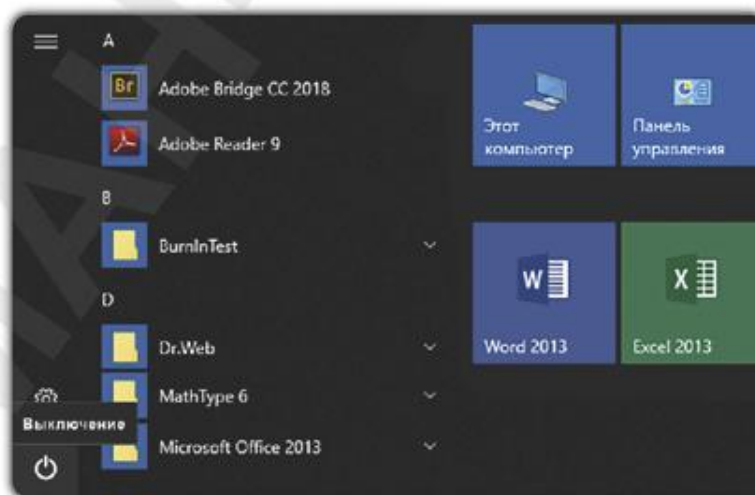 A
Br
Adobe Bridge CC 2018
Adobe Reader 9
B
BurnInTest
D
Dr.Web
MathType 6
Выключение
Microsoft Office 2013
Этот
компьютер
Панель
управления
W
X
Word 2013
Excel 2013